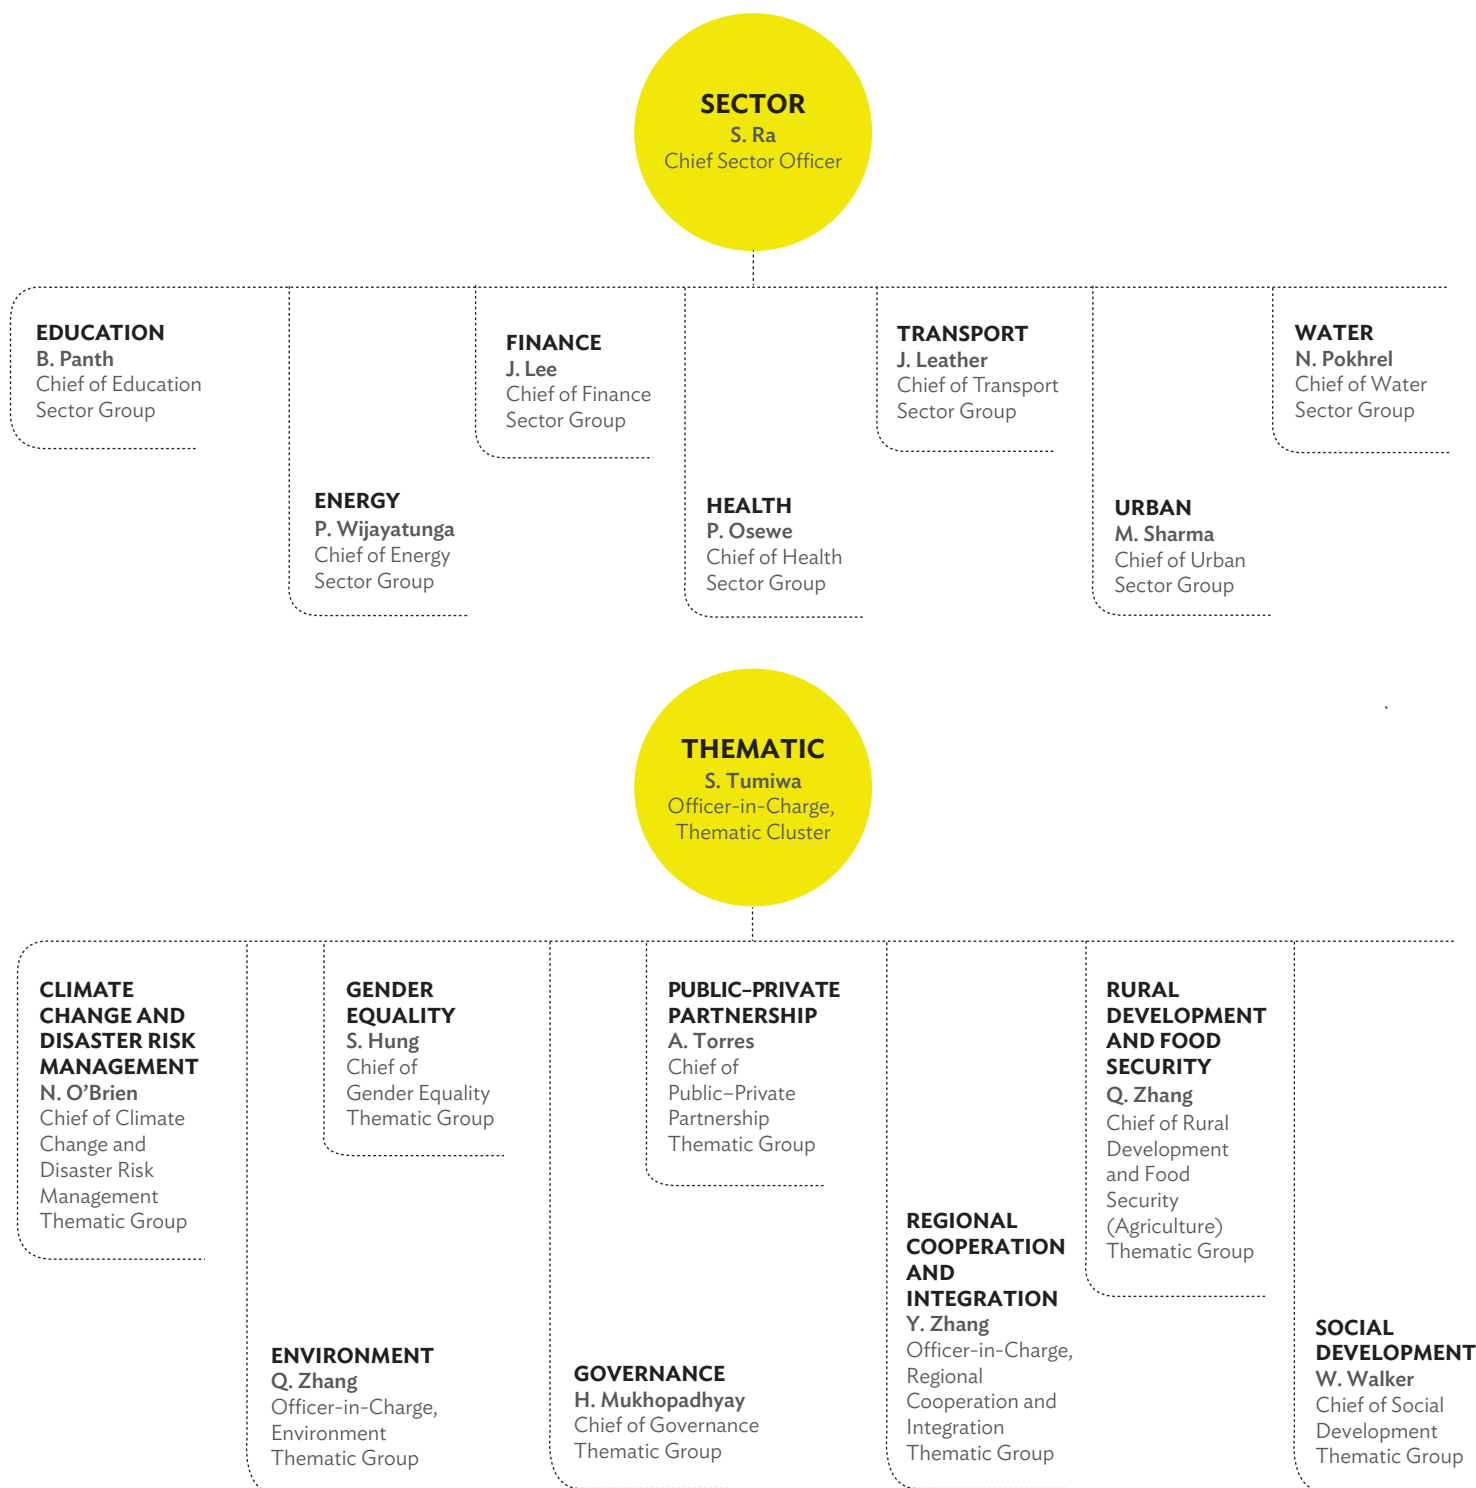 SECTOR
S. Ra
Chief Sector Officer
EDUCATION
B. Panth
Chief of Education
Sector Group
ENERGY
P. Wijayatunga
Chief of Energy
Sector Group
FINANCE
J. Lee
Chief of Finance
Sector Group
HEALTH
P. Osewe
Chief of Health
Sector Group
TRANSPORT
J. Leather
Chief of Transport
Sector Group
URBAN
M. Sharma
Chief of Urban
Sector Group
WATER
N. Pokhrel
Chief of Water
Sector Group
THEMATIC
S. Tumiwa
Officer-in-Charge,
Thematic Cluster
CLIMATE
CHANGE AND
DISASTER RISK
MANAGEMENT
N. O’Brien
Chief of Climate
Change and
Disaster Risk
Management
Thematic Group
ENVIRONMENT
Q. Zhang
Officer-in-Charge,
Environment
Thematic Group
GENDER
EQUALITY
S. Hung
Chief of
Gender Equality
Thematic Group
GOVERNANCE
H. Mukhopadhyay
Chief of Governance
Thematic Group
PUBLIC–PRIVATE
PARTNERSHIP
A. Torres
Chief of
Public–Private
Partnership
Thematic Group
REGIONAL
COOPERATION
AND
INTEGRATION
Y. Zhang
Officer-in-Charge,
Regional
Cooperation and
Integration
Thematic Group
RURAL
DEVELOPMENT
AND FOOD
SECURITY
Q. Zhang
Chief of Rural
Development
and Food
Security
(Agriculture)
Thematic Group
SOCIAL
DEVELOPMENT
W. Walker
Chief of Social
Development
Thematic Group